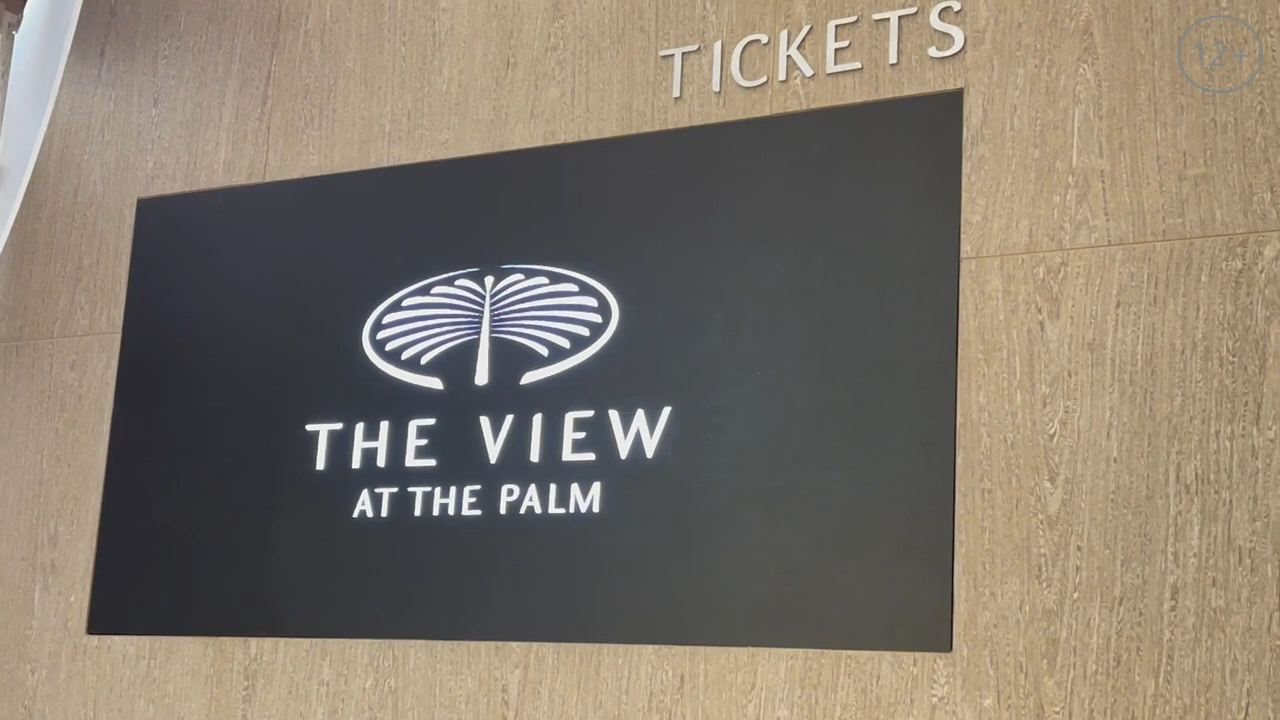 TICKETS
12+
THE VIEW
AT THE PALM